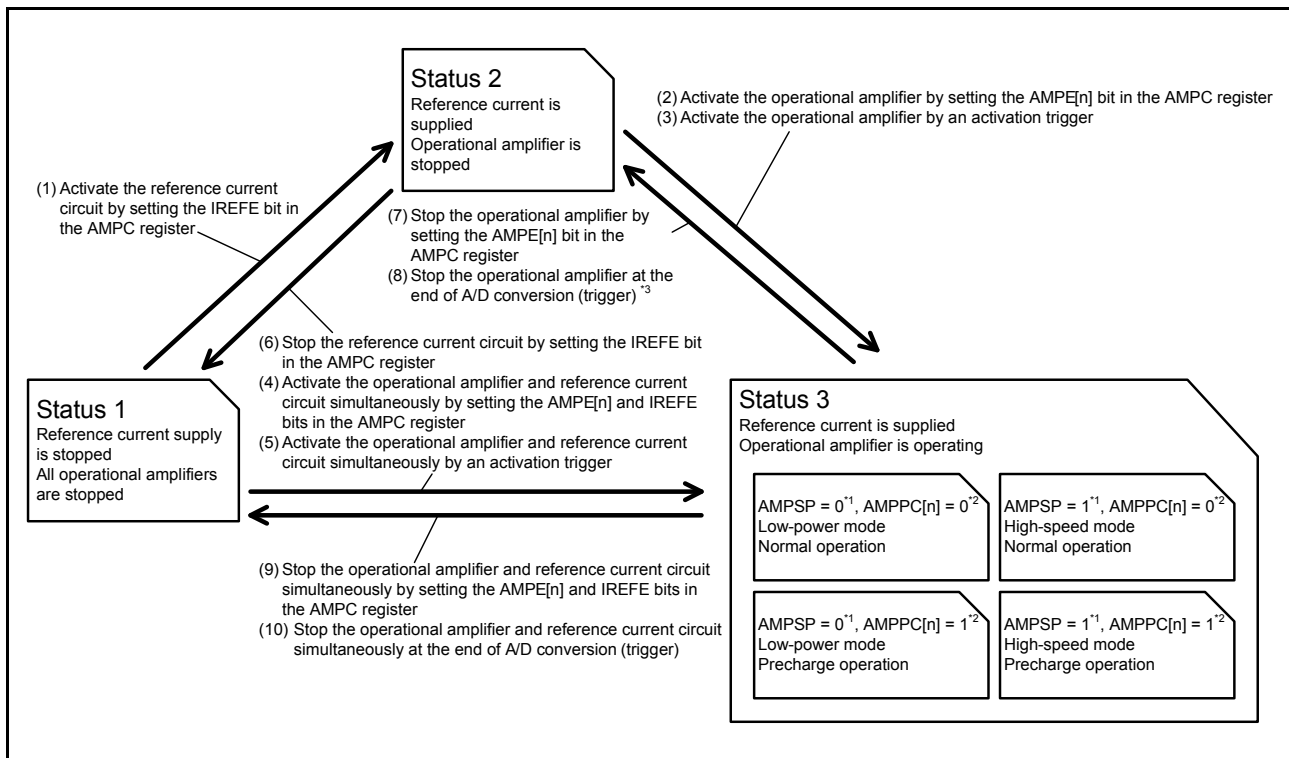 Status 2
Reference current is
supplied
Operational amplifier is
stopped
(2) Activate the operational amplifier by setting the AMPE[n] bit in the AMPC register
(3) Activate the operational amplifier by an activation trigger
(1) Activate the reference current
circuit by setting the IREFE bit in
the AMPC register
(7) Stop the operational amplifier by
setting the AMPE[n] bit in the
AMPC register
(8) Stop the operational amplifier at the
end of A/D conversion (trigger) *3
(6) Stop the reference current circuit by setting the IREFE bit
in the AMPC register
(4) Activate the operational amplifier and reference current
circuit simultaneously by setting the AMPE[n] and IREFE
bits in the AMPC register
(5) Activate the operational amplifier and reference current
circuit simultaneously by an activation trigger
Status 1
Reference current supply
is stopped
All operational amplifiers
are stopped
Status 3
Reference current is supplied
Operational amplifier is operating
AMPSP = 0*1, AMPPC[n] = 0*2
Low-power mode
Normal operation
AMPSP = 1*1, AMPPC[n] = 0*2
High-speed mode
Normal operation
AMPSP = 0*1, AMPPC[n] = 1*2
Low-power mode
Precharge operation
AMPSP = 1*1, AMPPC[n] = 1*2
High-speed mode
Precharge operation
(9) Stop the operational amplifier and reference current circuit
simultaneously by setting the AMPE[n] and IREFE bits in
the AMPC register
(10) Stop the operational amplifier and reference current circuit
simultaneously at the end of A/D conversion (trigger)